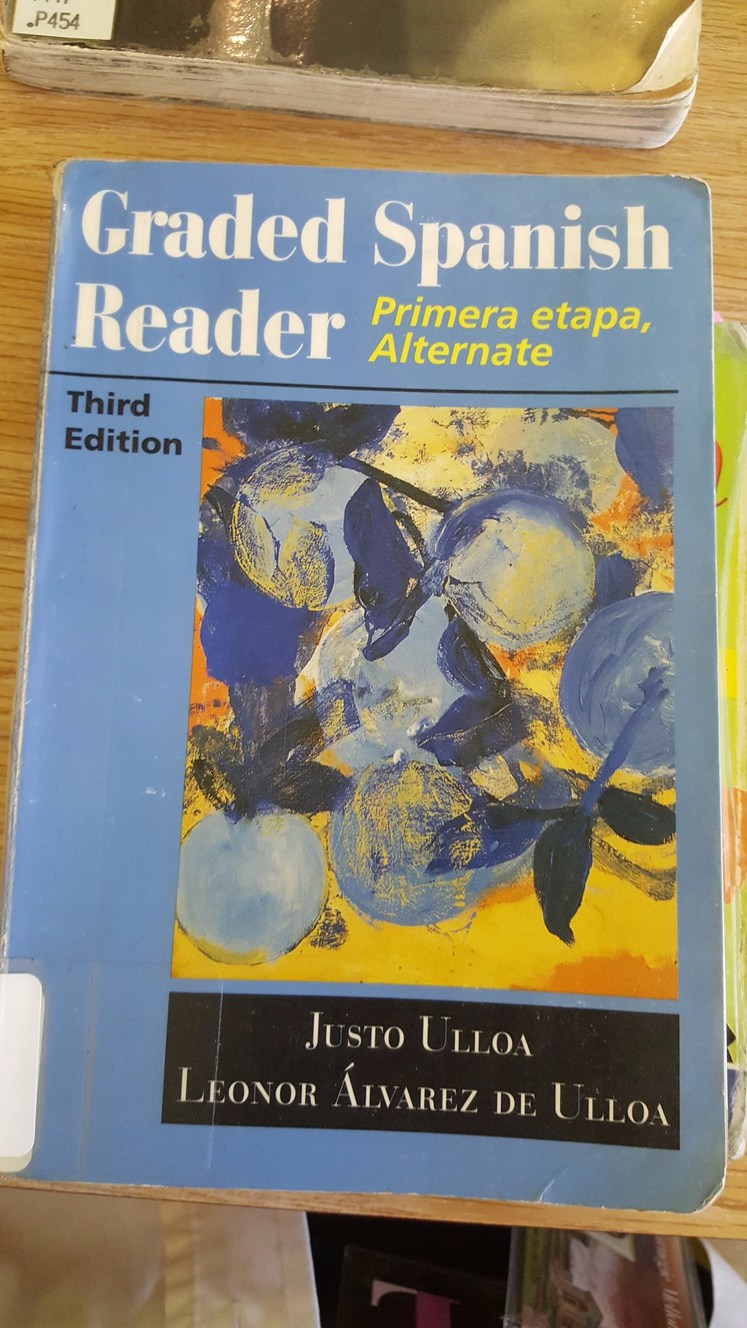 .P454
Graded Spanish
Reader
Primera etapa,
Alternate
Third
Edition
JUSTO ULLOA
LEONOR ÁLVAREZ DE ULLOA